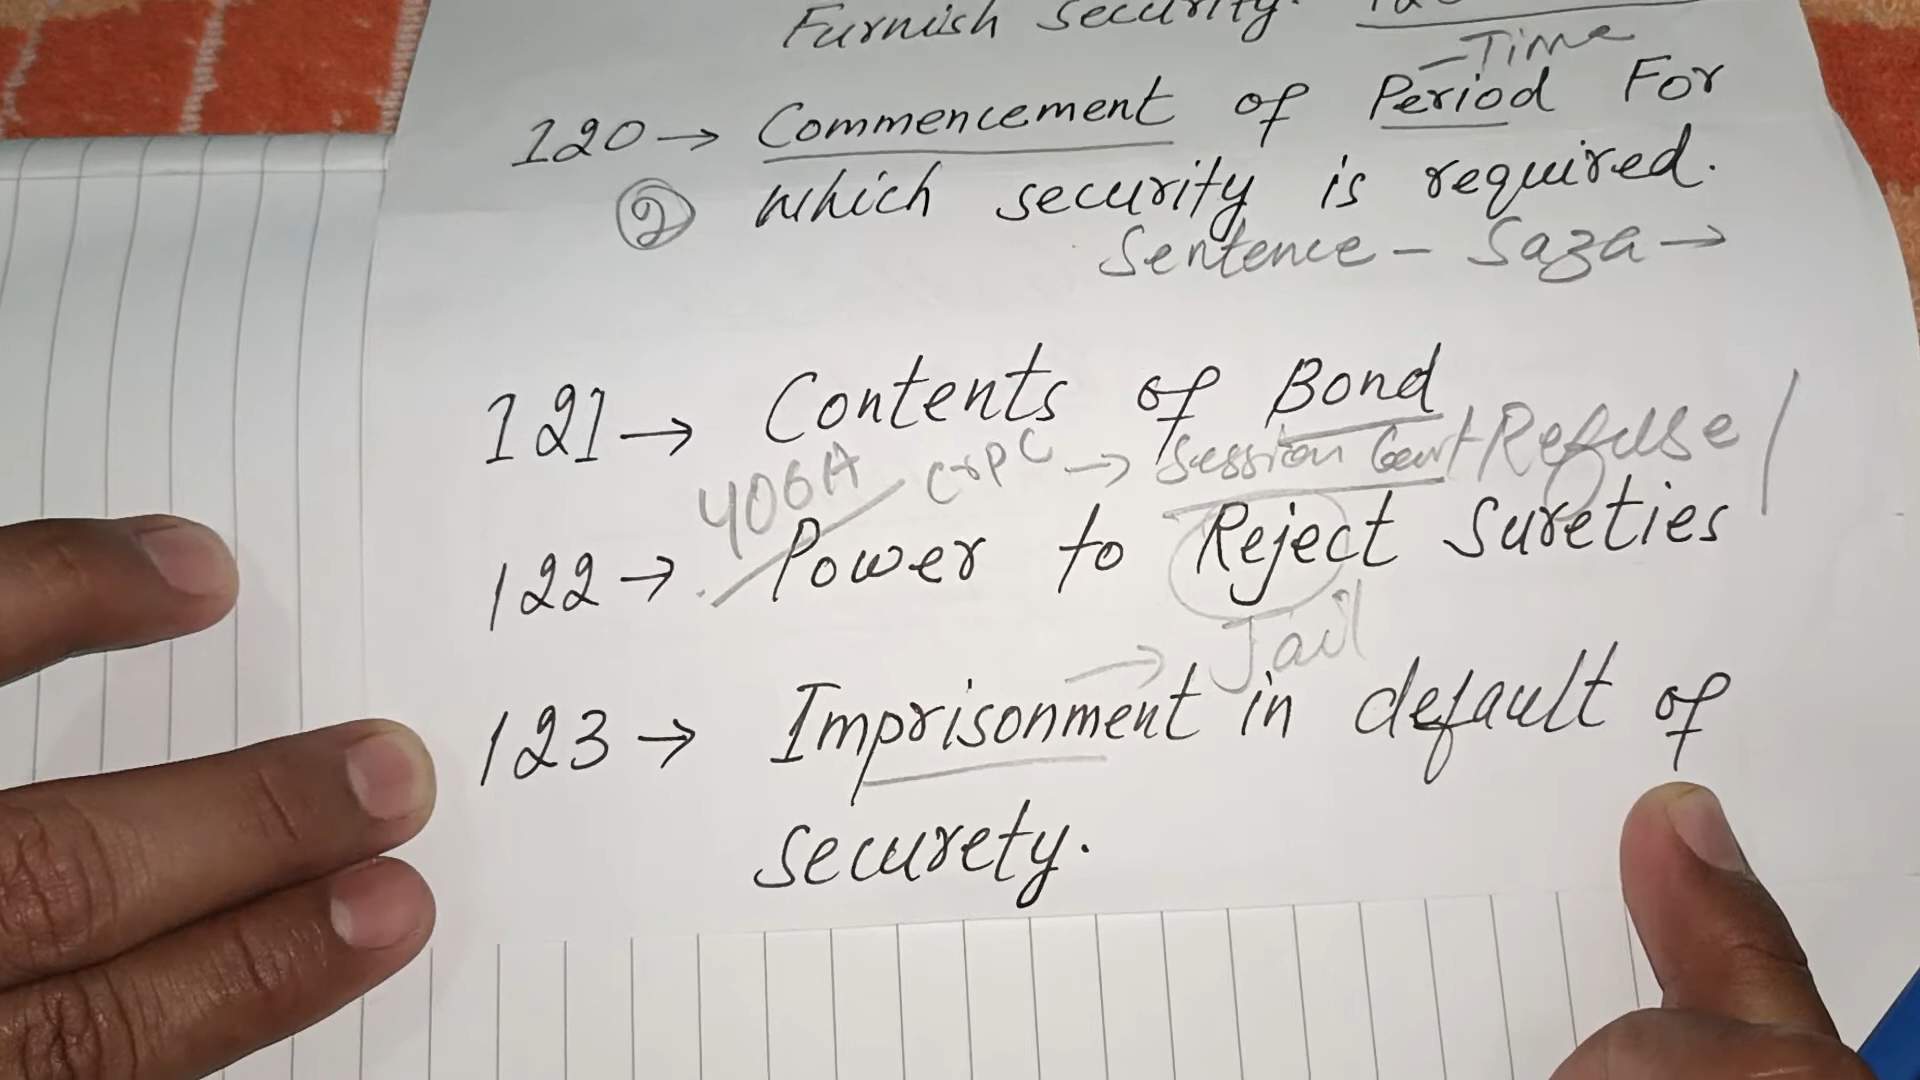 Furnish security.
- Time
120 → Commencement of Period For
② which security is required.
Sentence - Saza →
121 → Contents of Bond
406A CrPC → Session Court Refuse
122 → Power to Reject Sureties
→ Jail
123 → Imprisonment in default of
securety.